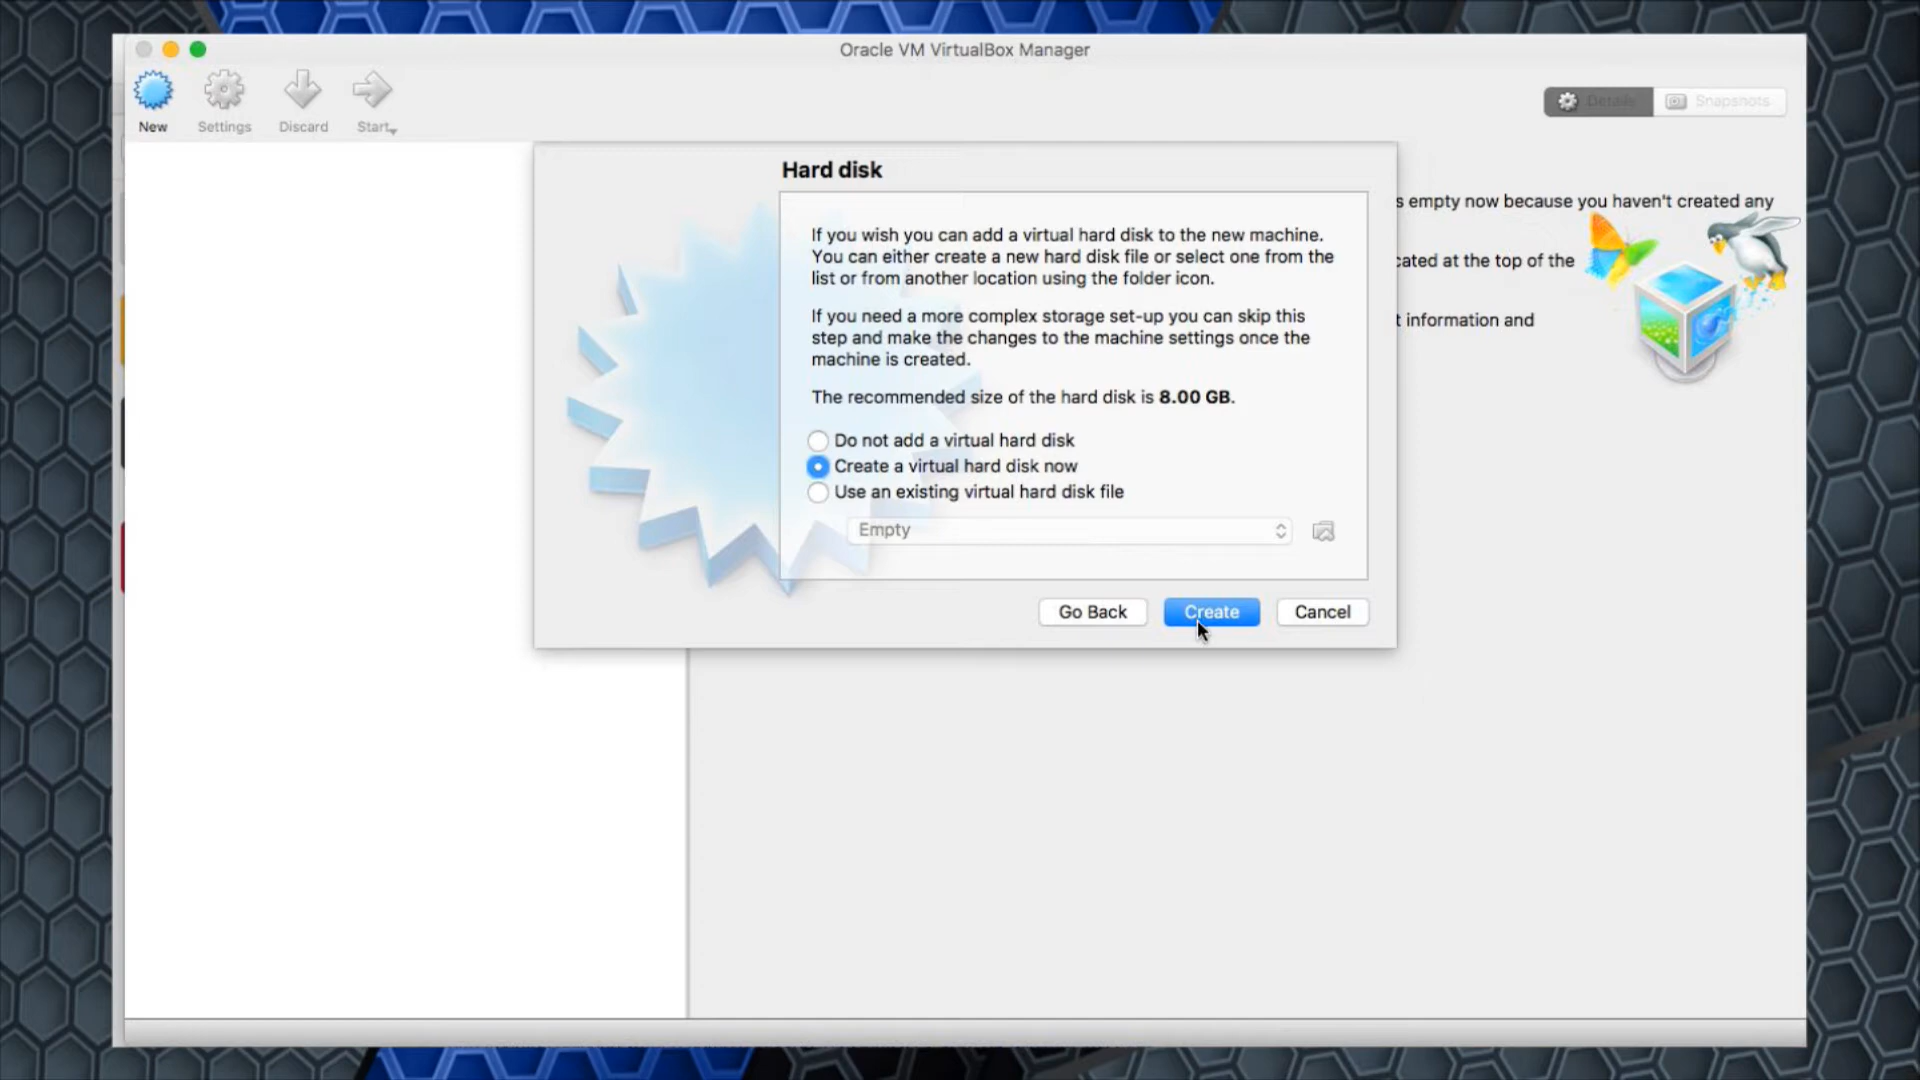 Oracle VM VirtualBox Manager
New
Settings
Discard
Start
Details
Snapshots
Hard disk
If you wish you can add a virtual hard disk to the new machine.
You can either create a new hard disk file or select one from the
list or from another location using the folder icon.
If you need a more complex storage set-up you can skip this
step and make the changes to the machine settings once the
machine is created.
The recommended size of the hard disk is 8.00 GB.
Do not add a virtual hard disk
Create a virtual hard disk now
Use an existing virtual hard disk file
Empty
Go Back
Create
Cancel
s empty now because you haven't created any
cated at the top of the
t information and